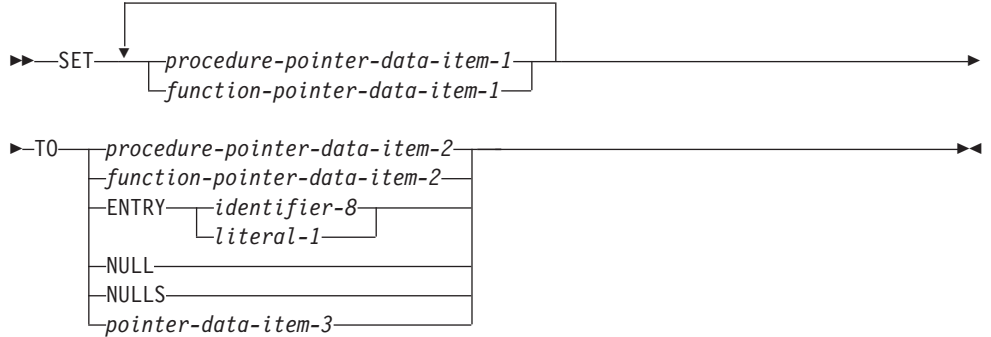 SET procedure-pointer-data-item-1
function-pointer-data-item-1
TO procedure-pointer-data-item-2
function-pointer-data-item-2
ENTRY identifier-8
literal-1
NULL
NULLS
pointer-data-item-3